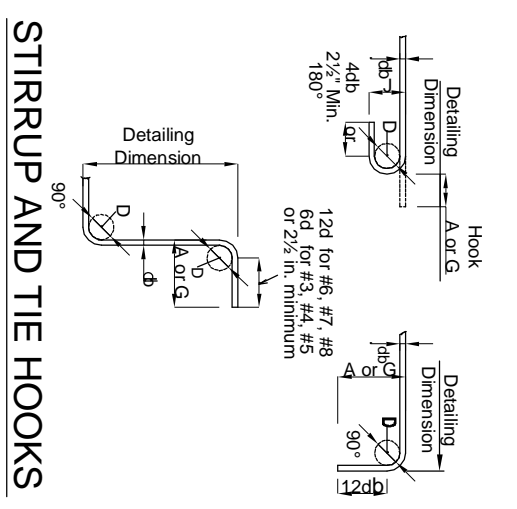 STIRRUP AND TIE HOOKS
Detailing
Dimension
90°
D
db
A or G
D
12d for #6, #7, #8
6d for #3, #4, #5
or 2½ in. minimum
Detailing
Dimension
Hook
A or G
db
J
D
4db or
2½" Min.
180°
Detailing
Dimension
db
A or G
D
90°
12db